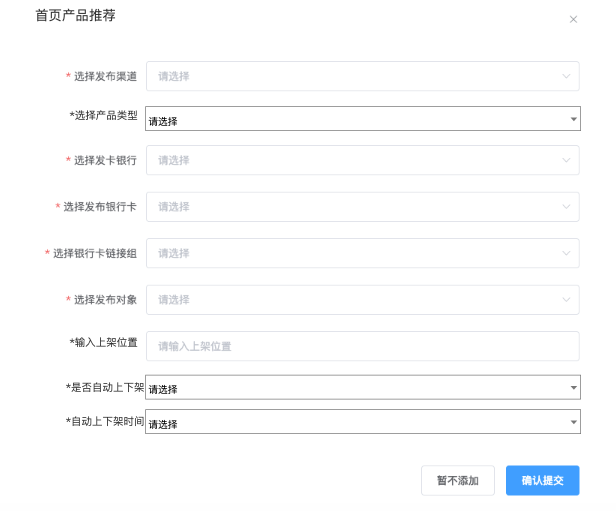 首页产品推荐
* 选择发布渠道 请选择
*选择产品类型 请选择
* 选择发卡银行 请选择
* 选择发布银行卡 请选择
* 选择银行卡链接组 请选择
* 选择发布对象 请选择
*输入上架位置 请输入上架位置
*是否自动上下架 请选择
*自动上下架时间 请选择
暂不添加 确认提交